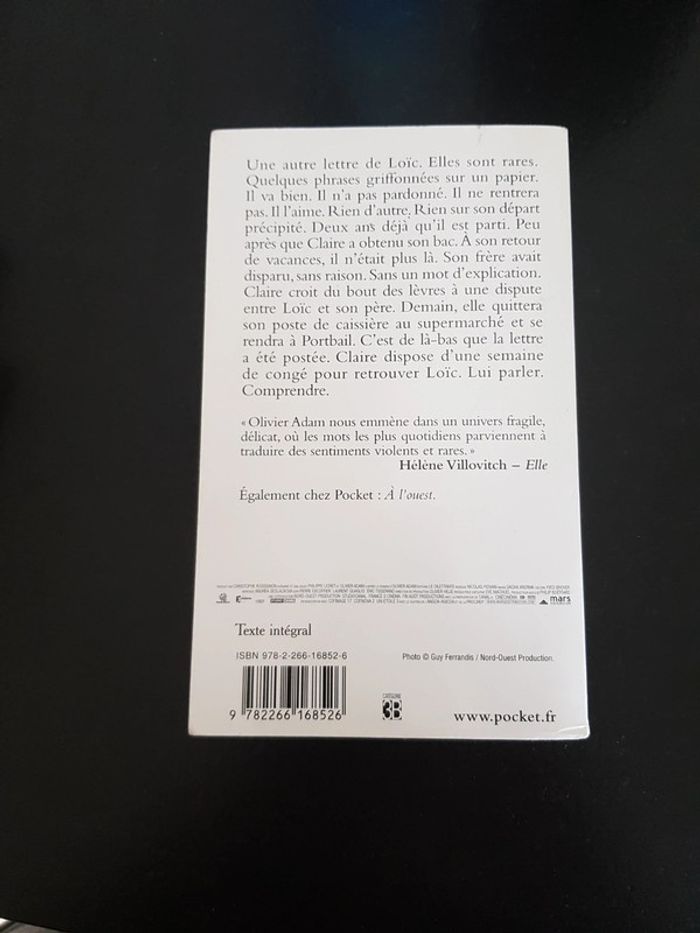 Une autre lettre de Loïc. Elles sont rares.
Quelques phrases griffonnées sur un papier.
Il va bien. Il n'a pas pardonné. Il ne rentrera
pas. Il l'aime. Rien d'autre. Rien sur son départ
précipité. Deux ans déjà qu'il est parti. Peu
après que Claire a obtenu son bac. À son retour
de vacances, il n'était plus là. Son frère avait
disparu, sans raison. Sans un mot d'explication.
Claire croit du bout des lèvres à une dispute
entre Loïc et son père. Demain, elle quittera
son poste de caissière au supermarché et se
rendra à Portbail. C'est de là-bas que la lettre
a été postée. Claire dispose d'une semaine
de congé pour retrouver Loïc. Lui parler.
Comprendre.
« Olivier Adam nous emmène dans un univers fragile,
délicat, où les mots les plus quotidiens parviennent à
traduire des sentiments violents et rares. »
Hélène Villovitch – Elle
Également chez Pocket : À l'ouest.
mars
Texte intégral
ISBN 978-2-266-16852-6
Photo © Guy Ferrandis / Nord-Ouest Production.
9 782266 168526
CATÉGORIE
3B
www.pocket.fr